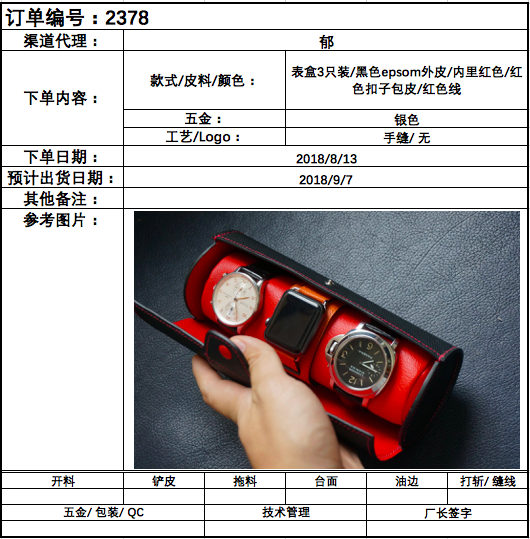 订单编号：2378
渠道代理： 郁
下单内容： 款式/皮料/颜色： 表盒3只装/黑色epsom外皮/内里红色/红
色扣子包皮/红色线
五金： 银色
工艺/Logo： 手缝/ 无
下单日期： 2018/8/13
预计出货日期： 2018/9/7
其他备注：
参考图片：
开料 铲皮 拖料 台面 油边 打斩/ 缝线
五金/ 包装/ QC 技术管理 厂长签字